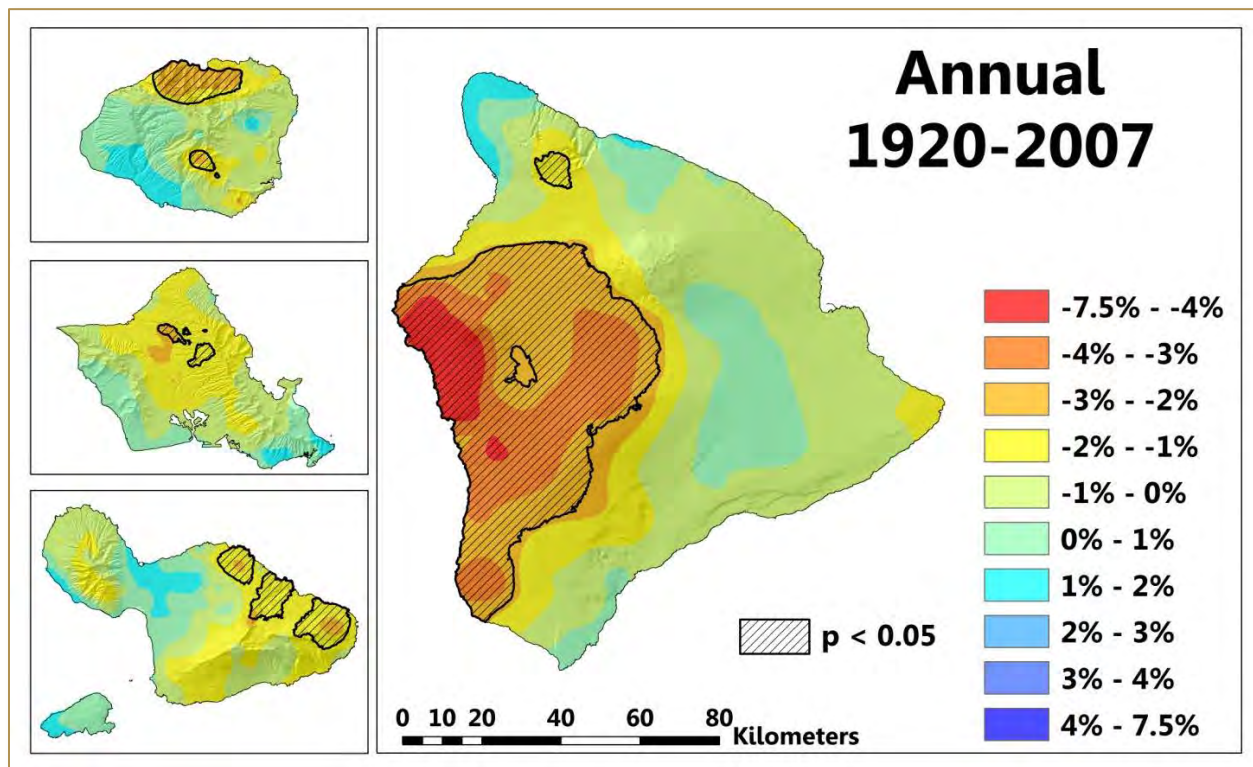 Annual
1920-2007
-7.5% - -4%
-4% - -3%
-3% - -2%
-2% - -1%
-1% - 0%
0% - 1%
1% - 2%
2% - 3%
3% - 4%
4% - 7.5%
p < 0.05
0 10 20 40 60 80
Kilometers